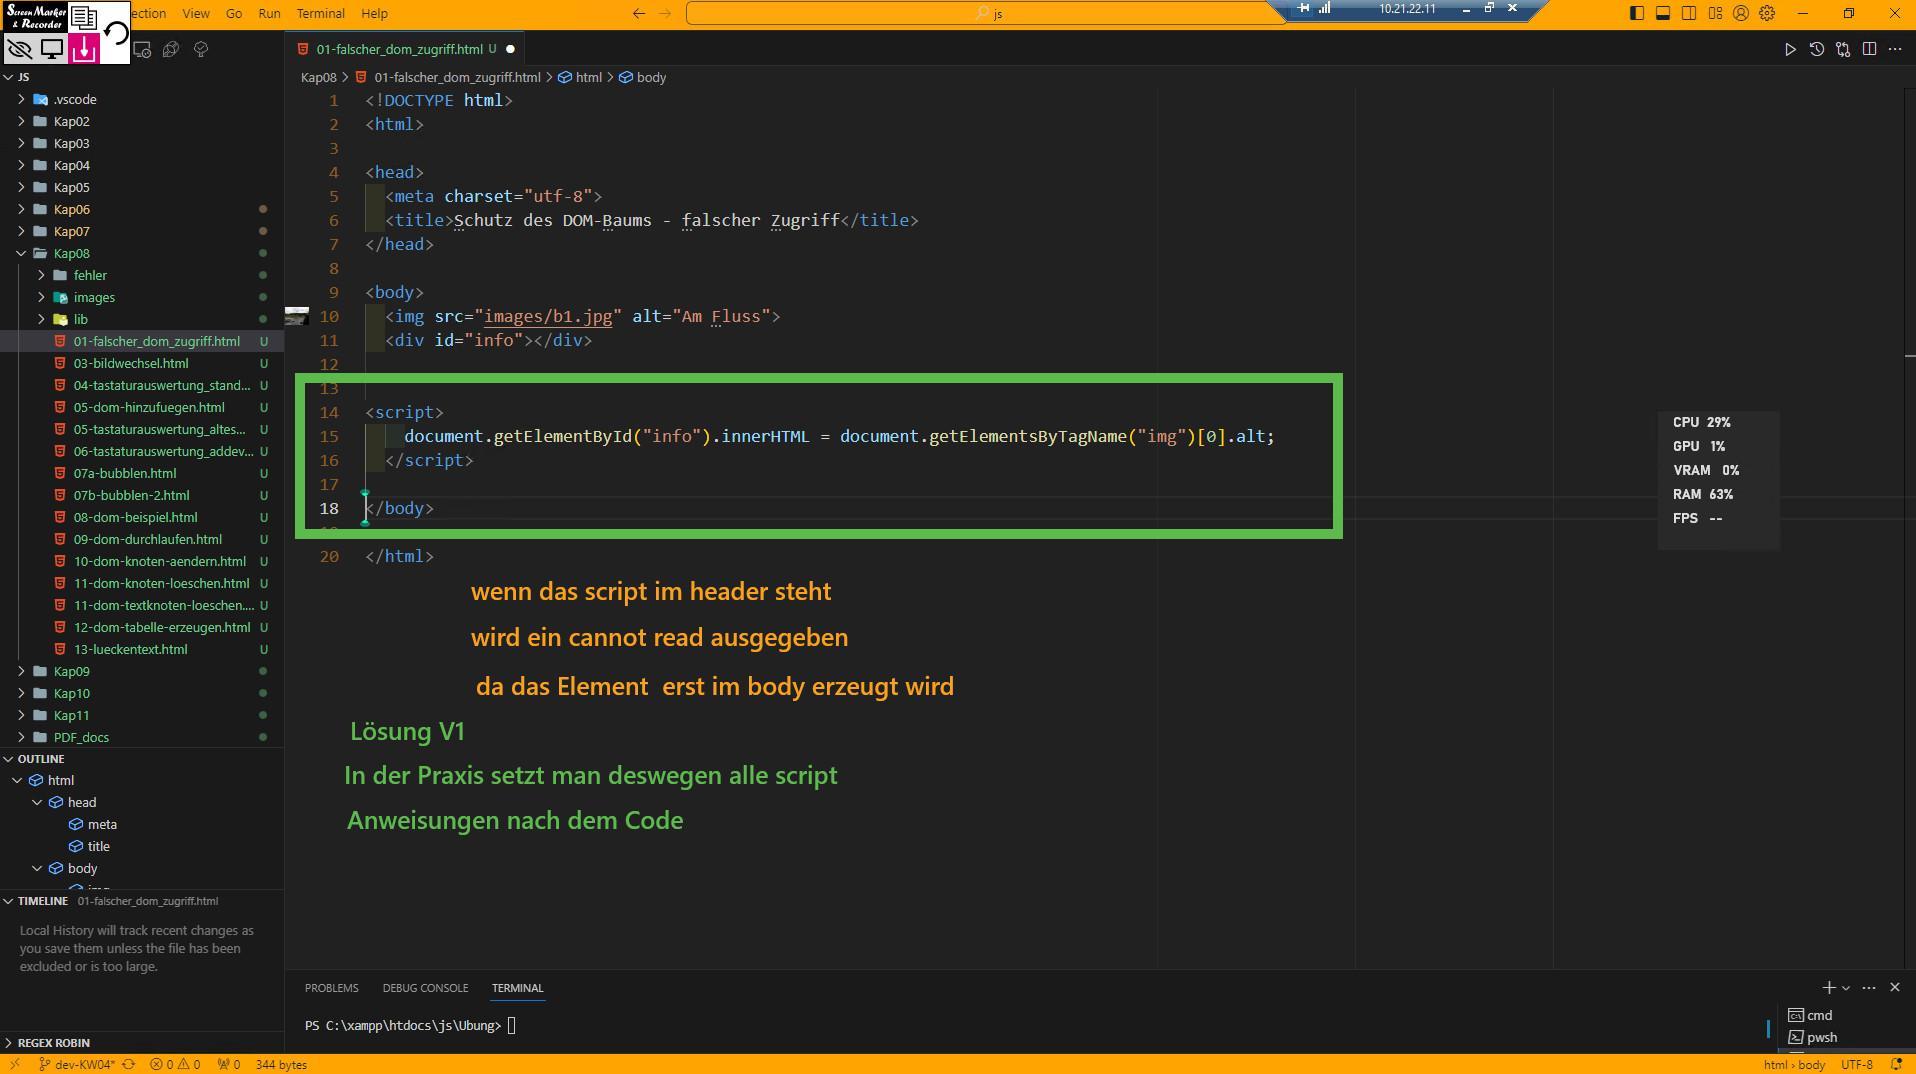 Screen Marker & Recorder
ection View Go Run Terminal Help
js
10.21.22.11
01-falscher_dom_zugriff.html U
Kap08 > 01-falscher_dom_zugriff.html > html > body
JS
.vscode
Kap02
Kap03
Kap04
Kap05
Kap06
Kap07
Kap08
fehler
images
lib
01-falscher_dom_zugriff.html U
03-bildwechsel.html U
04-tastaturauswertung_stand... U
05-dom-hinzufuegen.html U
05-tastaturauswertung_altes... U
06-tastaturauswertung_addev... U
07a-bubblen.html U
07b-bubblen-2.html U
08-dom-beispiel.html U
09-dom-durchlaufen.html U
10-dom-knoten-aendern.html U
11-dom-knoten-loeschen.html U
11-dom-textknoten-loeschen.... U
12-dom-tabelle-erzeugen.html U
13-lueckentext.html U
Kap09
Kap10
Kap11
PDF_docs
OUTLINE
html
head
meta
title
body
TIMELINE 01-falscher_dom_zugriff.html
Local History will track recent changes as
you save them unless the file has been
excluded or is too large.
REGEX ROBIN
1 <!DOCTYPE html>
2 <html>
3
4 <head>
5 <meta charset="utf-8">
6 <title>Schutz des DOM-Baums - falscher Zugriff</title>
7 </head>
8
9 <body>
10 <img src="images/b1.jpg" alt="Am Fluss">
11 <div id="info"></div>
12
13
14 <script>
15 document.getElementById("info").innerHTML = document.getElementsByTagName("img")[0].alt;
16 </script>
17
18 </body>
20 </html>
wenn das script im header steht
wird ein cannot read ausgegeben
da das Element erst im body erzeugt wird
Lösung V1
In der Praxis setzt man deswegen alle script
Anweisungen nach dem Code
CPU 29%
GPU 1%
VRAM 0%
RAM 63%
FPS --
PROBLEMS DEBUG CONSOLE TERMINAL
PS C:\xampp\htdocs\js\Ubung>
cmd
pwsh
dev-KW04* 0 0 0 344 bytes
html > body UTF-8